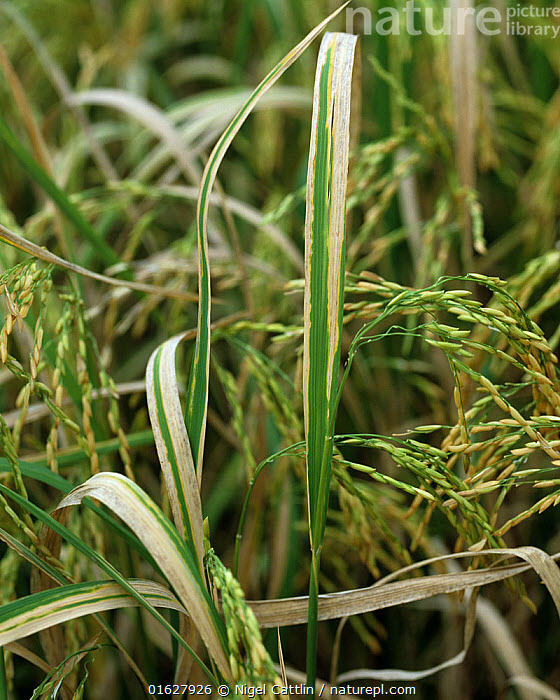 nature picture library
01627926 © Nigel Cattlin / naturepl.com